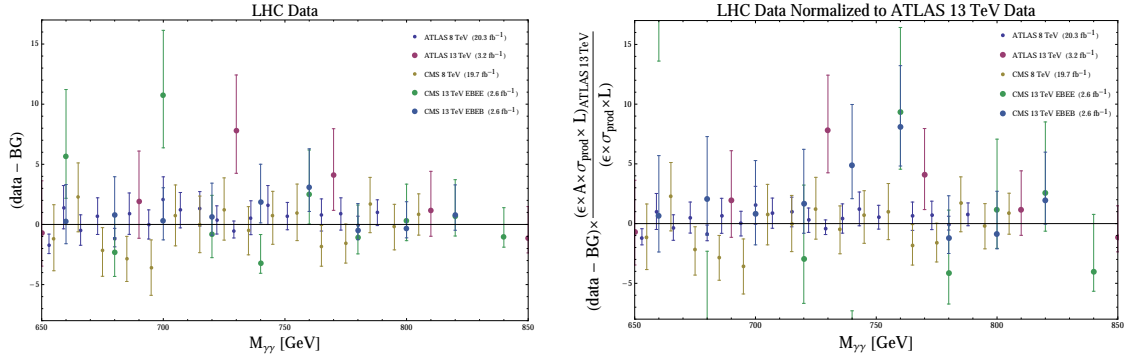 LHC Data
(data − BG)
15
10
5
0
−5
ATLAS 8 TeV (20.3 fb⁻¹)
ATLAS 13 TeV (3.2 fb⁻¹)
CMS 8 TeV (19.7 fb⁻¹)
CMS 13 TeV EBEE (2.6 fb⁻¹)
CMS 13 TeV EBEB (2.6 fb⁻¹)
650 700 750 800 850
Mγγ [GeV]
LHC Data Normalized to ATLAS 13 TeV Data
(data − BG) × (ϵ × A × σprod × L)ATLAS 13 TeV / (ϵ × σprod × L)
15
10
5
0
−5
ATLAS 8 TeV (20.3 fb⁻¹)
ATLAS 13 TeV (3.2 fb⁻¹)
CMS 8 TeV (19.7 fb⁻¹)
CMS 13 TeV EBEE (2.6 fb⁻¹)
CMS 13 TeV EBEB (2.6 fb⁻¹)
650 700 750 800 850
Mγγ [GeV]